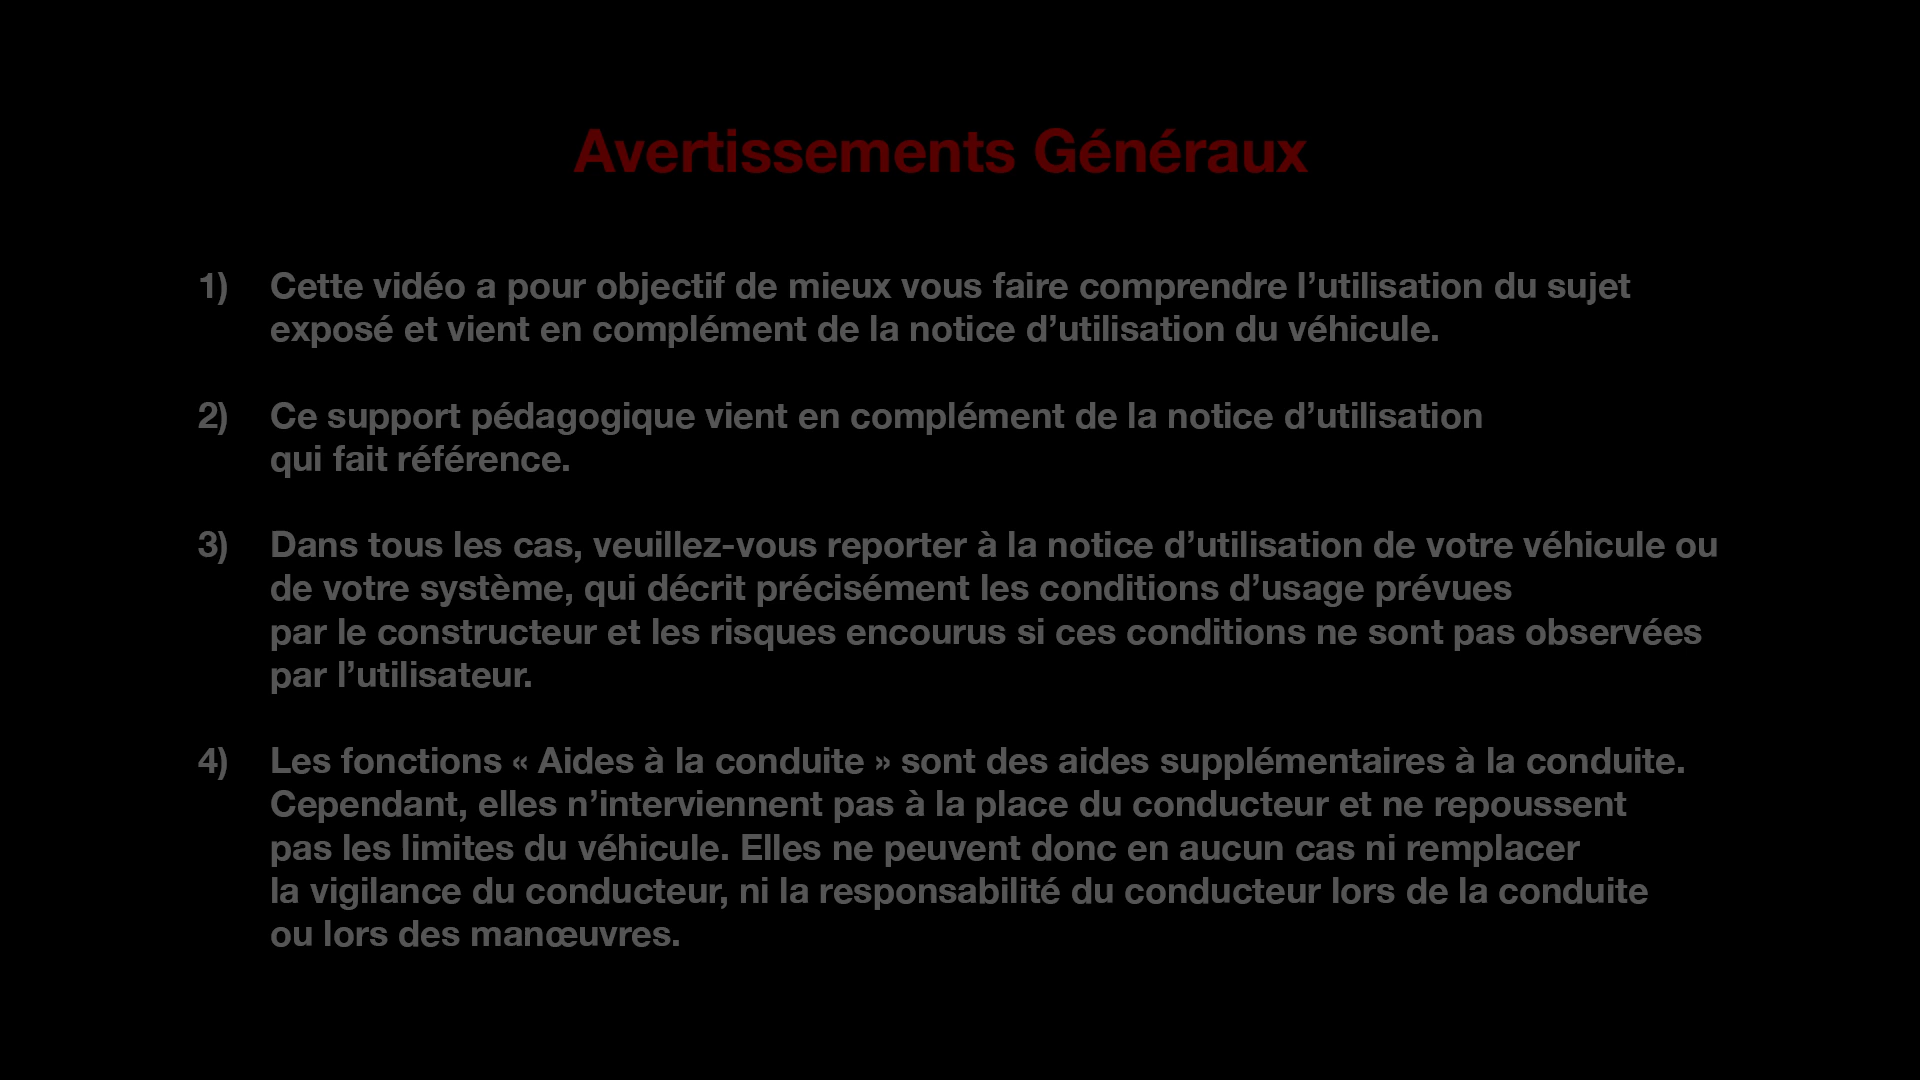 Avertissements Généraux
1) Cette vidéo a pour objectif de mieux vous faire comprendre l’utilisation du sujet
exposé et vient en complément de la notice d’utilisation du véhicule.
2) Ce support pédagogique vient en complément de la notice d’utilisation
qui fait référence.
3) Dans tous les cas, veuillez-vous reporter à la notice d’utilisation de votre véhicule ou
de votre système, qui décrit précisément les conditions d’usage prévues
par le constructeur et les risques encourus si ces conditions ne sont pas observées
par l’utilisateur.
4) Les fonctions « Aides à la conduite » sont des aides supplémentaires à la conduite.
Cependant, elles n’interviennent pas à la place du conducteur et ne repoussent
pas les limites du véhicule. Elles ne peuvent donc en aucun cas ni remplacer
la vigilance du conducteur, ni la responsabilité du conducteur lors de la conduite
ou lors des manœuvres.